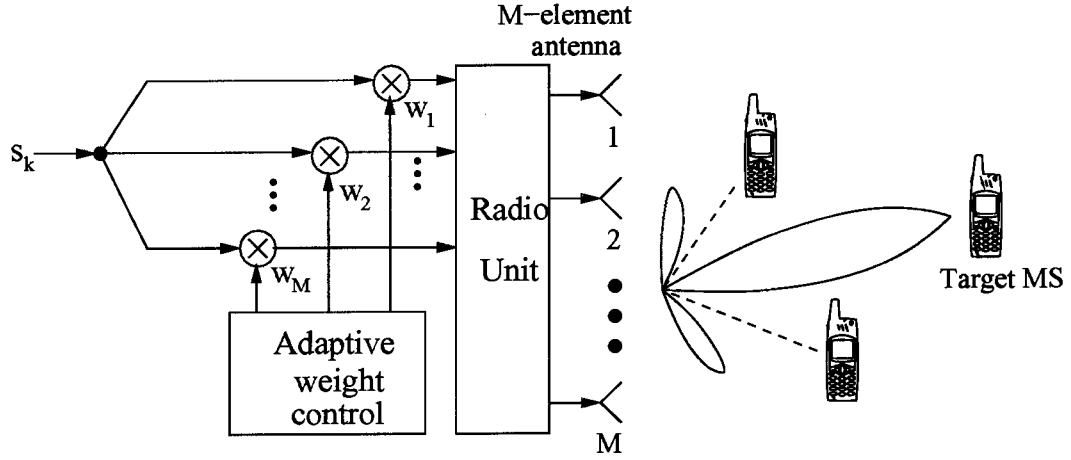 M−element
antenna
s_k
w_1
w_2
w_M
Adaptive
weight
control
Radio
Unit
1
2
M
Target MS